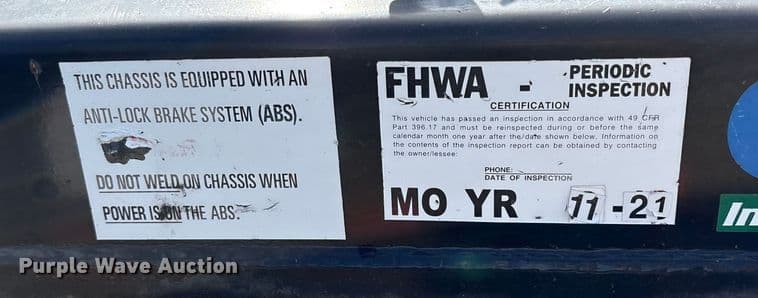 THIS CHASSIS IS EQUIPPED WITH AN
ANTI-LOCK BRAKE SYSTEM (ABS).
DO NOT WELD ON CHASSIS WHEN
POWER IS ON THE ABS.
FHWA - PERIODIC
INSPECTION
CERTIFICATION
This vehicle has passed an inspection in accordance with 49 CFR
Part 396.17 and must be reinspected during or before the same
calendar month one year after the date shown below. Information on
the contents of the inspection report can be obtained by contacting
the owner/lessee:
PHONE:
DATE OF INSPECTION
MO YR 11 - 21
In
Purple Wave Auction